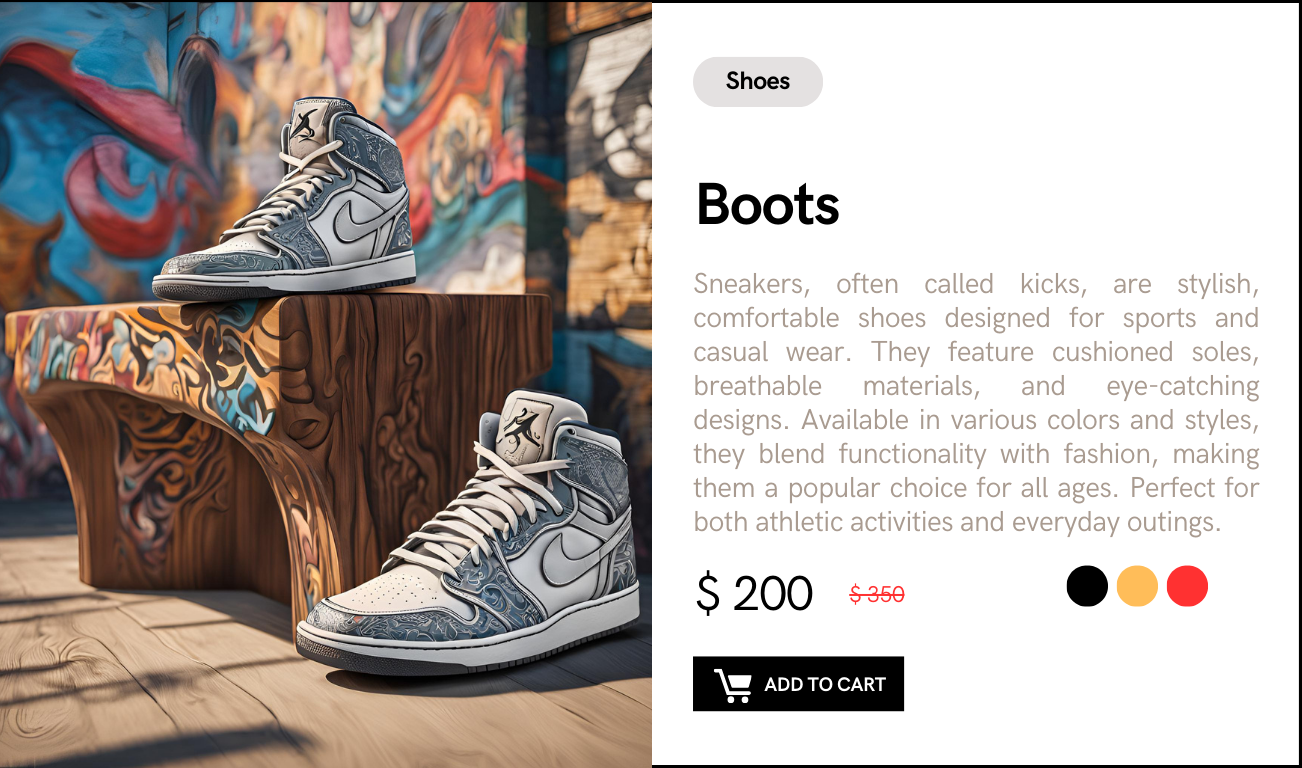 Shoes
Boots
Sneakers, often called kicks, are stylish,
comfortable shoes designed for sports and
casual wear. They feature cushioned soles,
breathable materials, and eye-catching
designs. Available in various colors and styles,
they blend functionality with fashion, making
them a popular choice for all ages. Perfect for
both athletic activities and everyday outings.
$ 200 $ 350
ADD TO CART